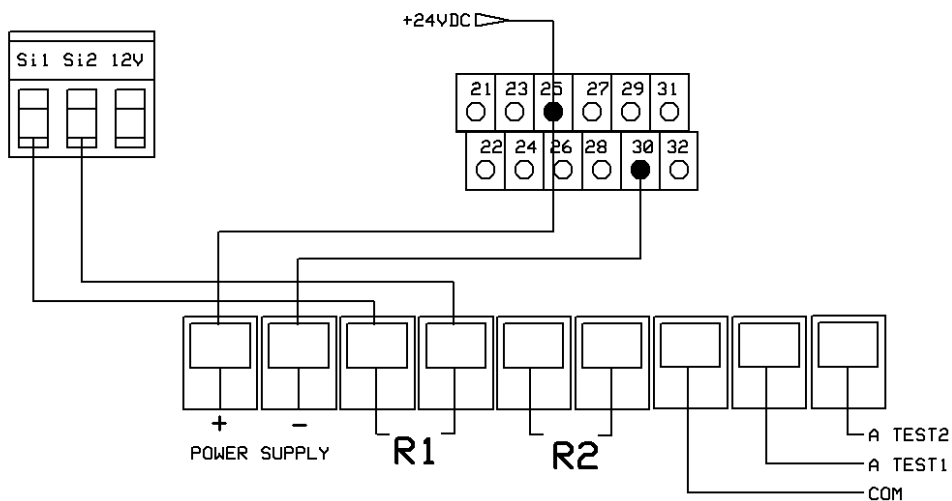 +24VDC
Si1 Si2 12V
21 23 25 27 29 31
22 24 26 28 30 32
+ -
POWER SUPPLY
R1
R2
A TEST2
A TEST1
COM